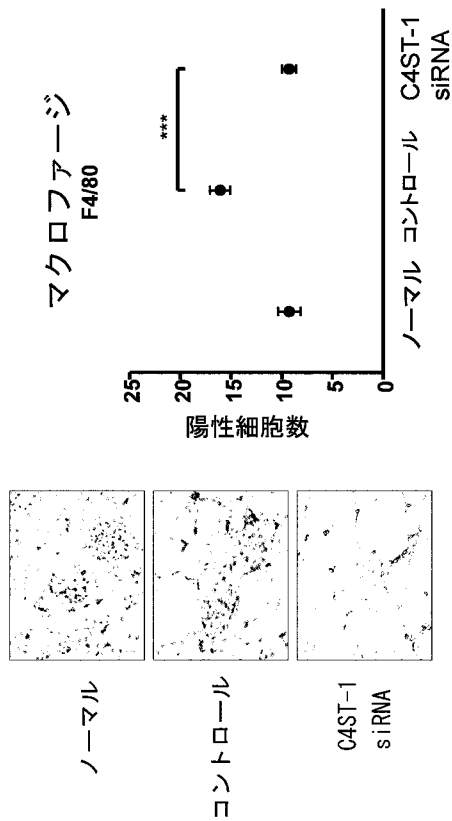 ノーマル
コントロール
C4ST-1
siRNA
マクロファージ
F4/80
***
陽性細胞数
25
20
15
10
5
0
ノーマル
コントロール
C4ST-1
siRNA